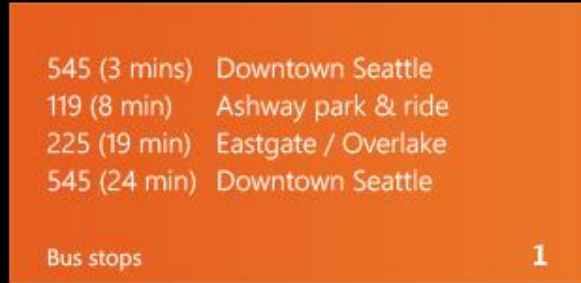 545 (3 mins) Downtown Seattle
119 (8 min) Ashway park & ride
225 (19 min) Eastgate / Overlake
545 (24 min) Downtown Seattle
Bus stops 1